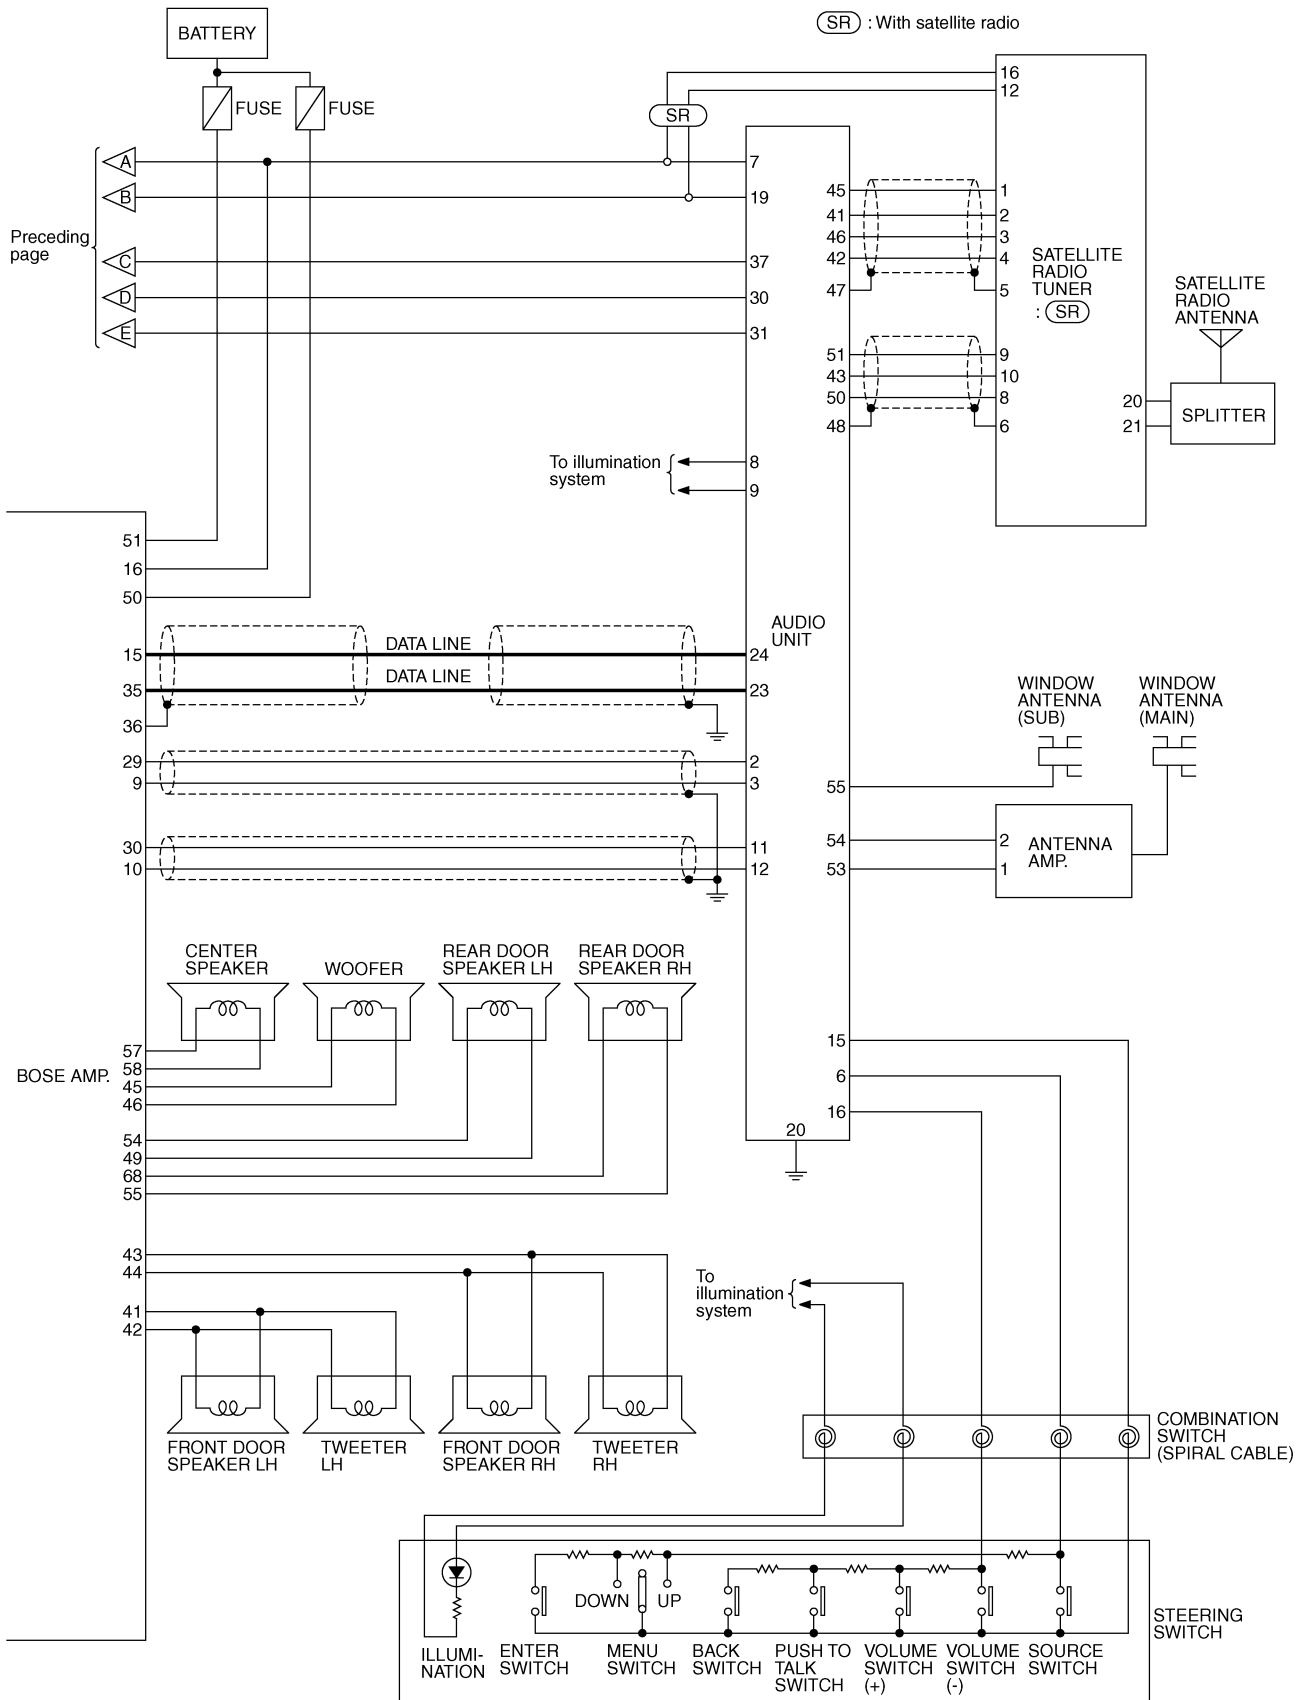 BATTERY
SR : With satellite radio
FUSE
FUSE
16
12
SR
A
7
B
19
Preceding
page
C
37
D
30
E
31
45
1
41
2
46
3
42
4
47
5
SATELLITE
RADIO
TUNER
: SR
SATELLITE
RADIO
ANTENNA
51
9
43
10
50
8
48
6
20
21
SPLITTER
To illumination
system
8
9
51
16
50
AUDIO
UNIT
15
DATA LINE
24
35
DATA LINE
23
36
29
2
9
3
30
11
10
12
WINDOW
ANTENNA
(SUB)
WINDOW
ANTENNA
(MAIN)
55
54
2
53
1
ANTENNA
AMP.
CENTER
SPEAKER
WOOFER
REAR DOOR
SPEAKER LH
REAR DOOR
SPEAKER RH
57
58
BOSE AMP.
45
46
54
49
68
55
15
6
16
20
43
44
41
42
To
illumination
system
FRONT DOOR
SPEAKER LH
TWEETER
LH
FRONT DOOR
SPEAKER RH
TWEETER
RH
COMBINATION
SWITCH
(SPIRAL CABLE)
DOWN
UP
STEERING
SWITCH
ILLUMI-
NATION
ENTER
SWITCH
MENU
SWITCH
BACK
SWITCH
PUSH TO
TALK
SWITCH
VOLUME
SWITCH
(+)
VOLUME
SWITCH
(-)
SOURCE
SWITCH